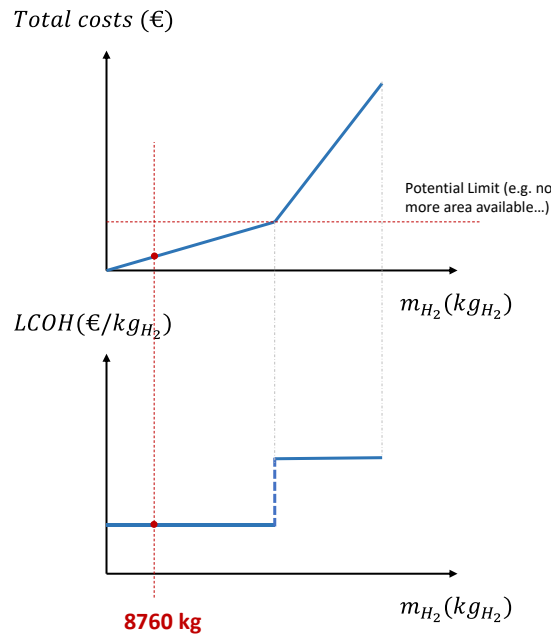 Total costs (€)
Potential Limit (e.g. no
more area available...)
m_{H_2}(kg_{H_2})
LCOH(€/kg_{H_2})
m_{H_2}(kg_{H_2})
8760 kg